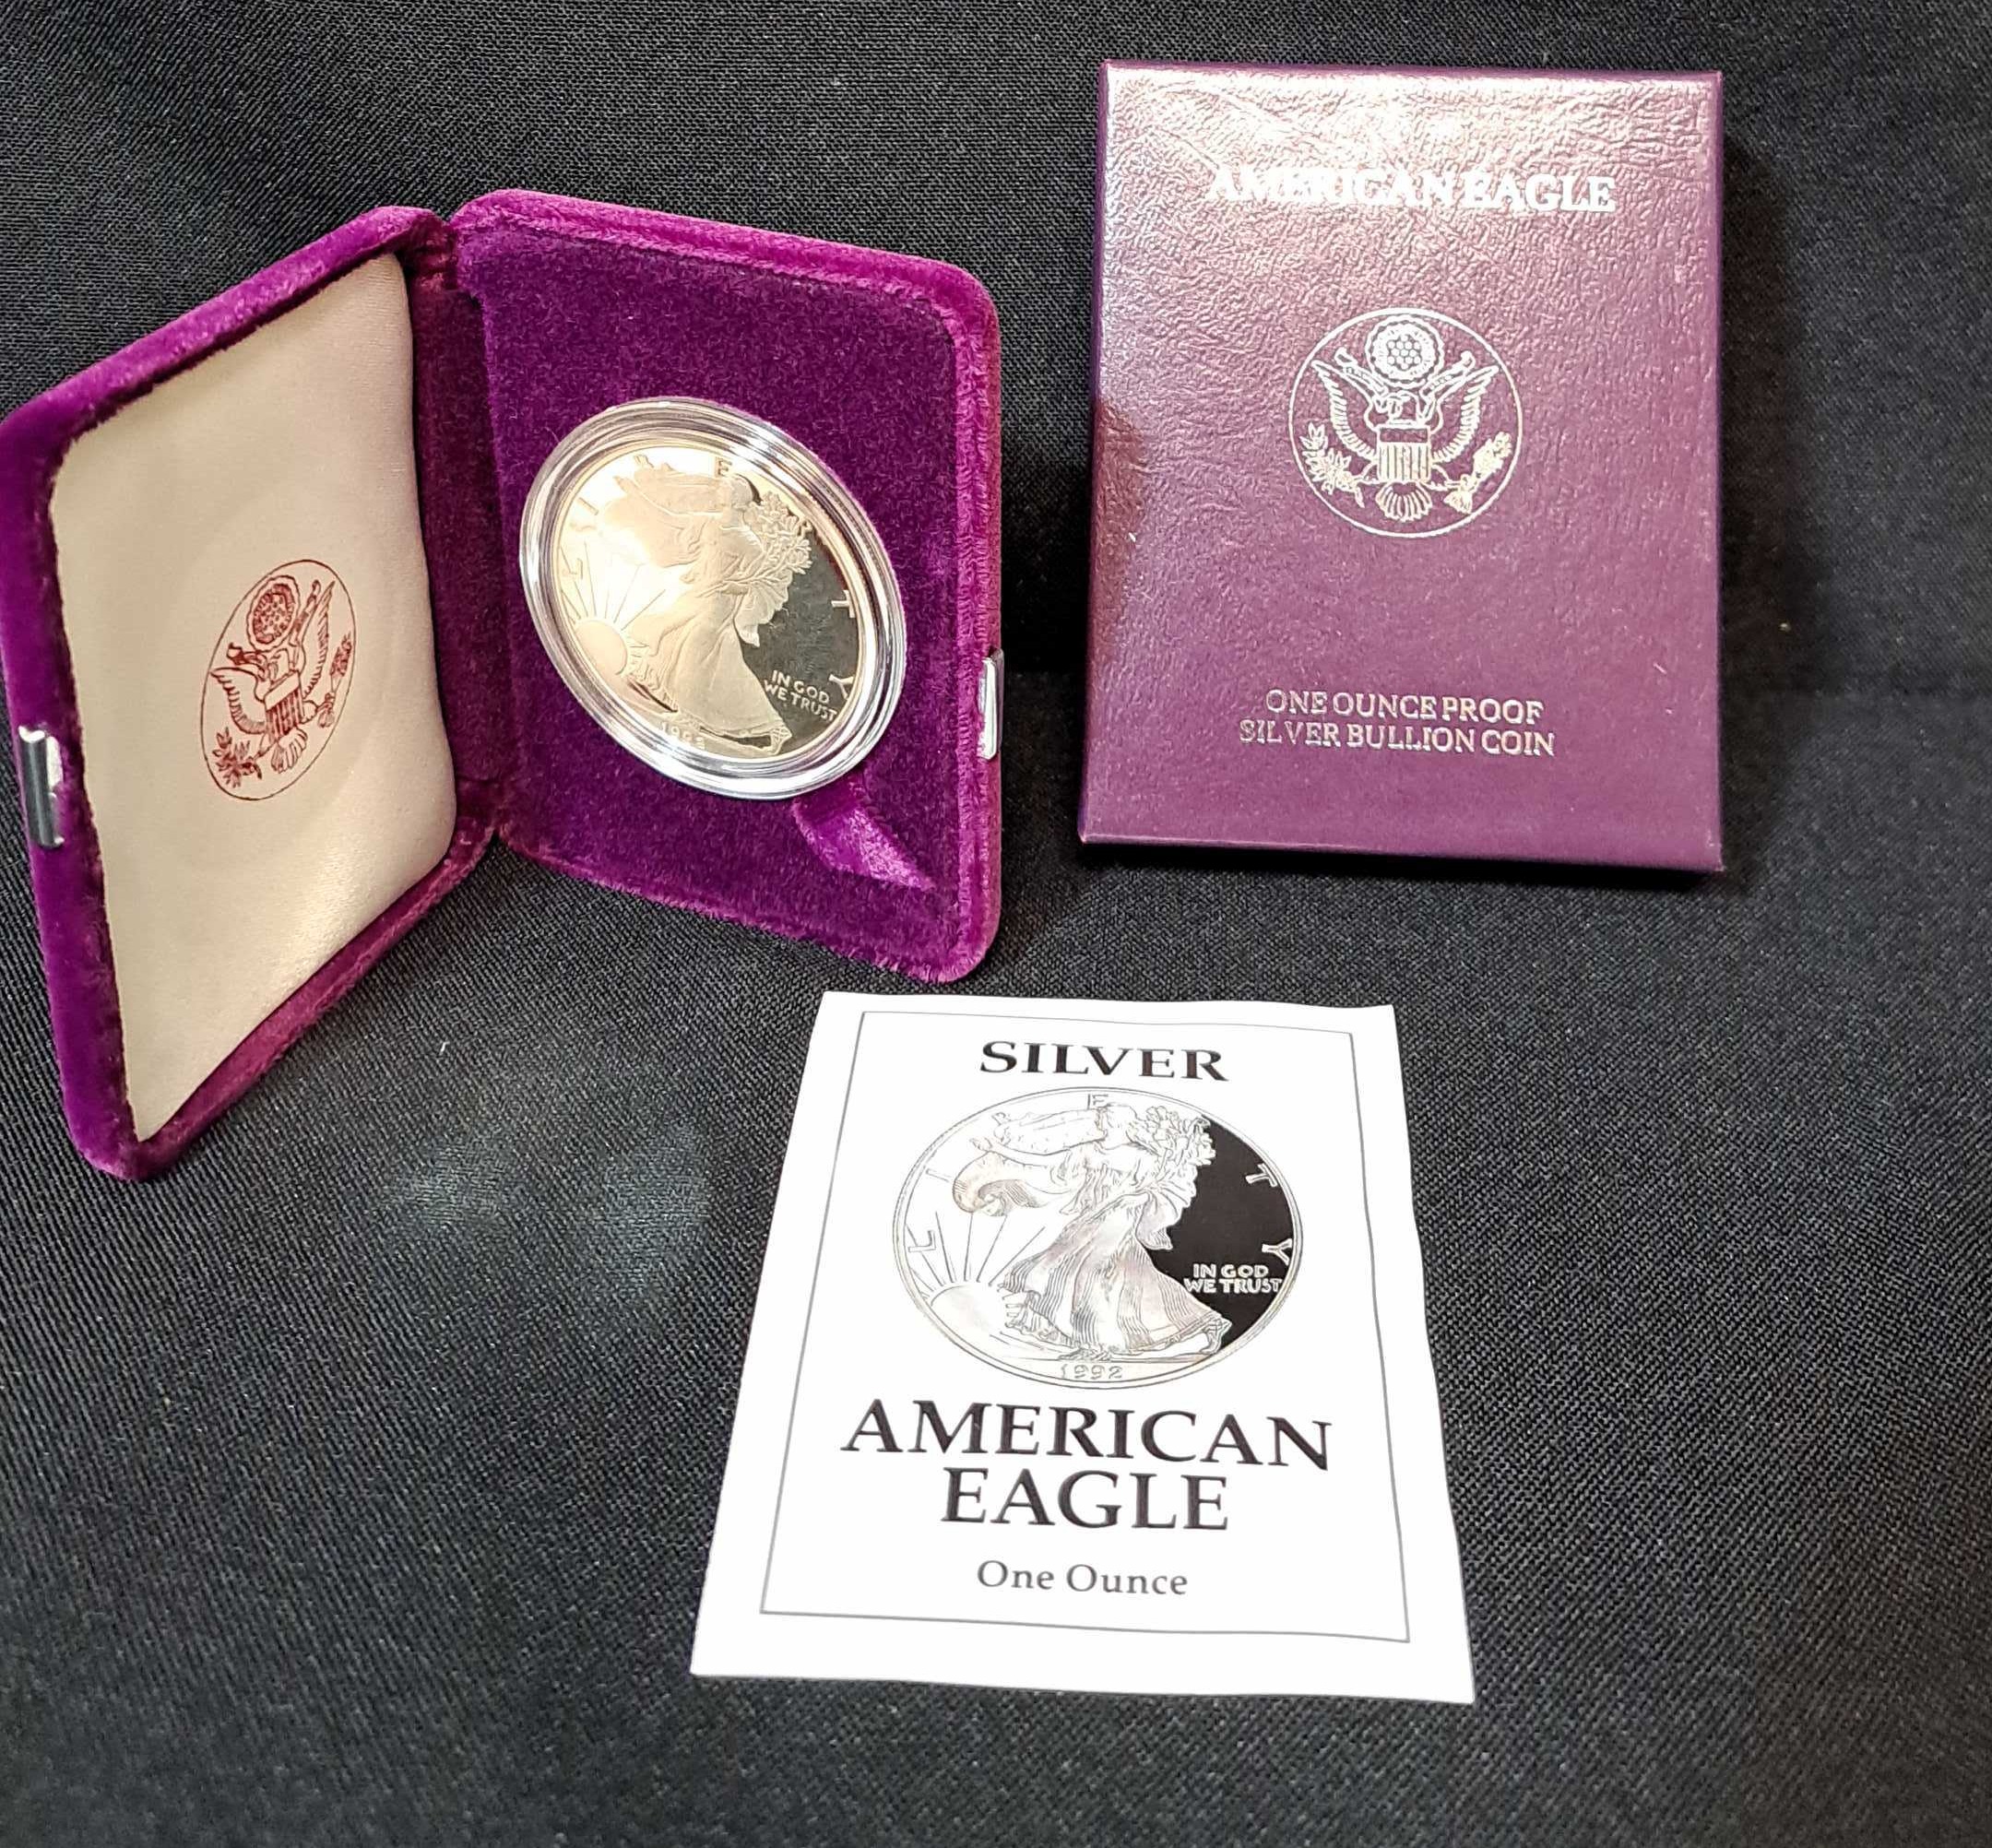 AMERICAN EAGLE
ONE OUNCE PROOF
SILVER BULLION COIN
LIBERTY
IN GOD
WE TRUST
SILVER
LIBERTY
IN GOD
WE TRUST
1992
AMERICAN
EAGLE
One Ounce